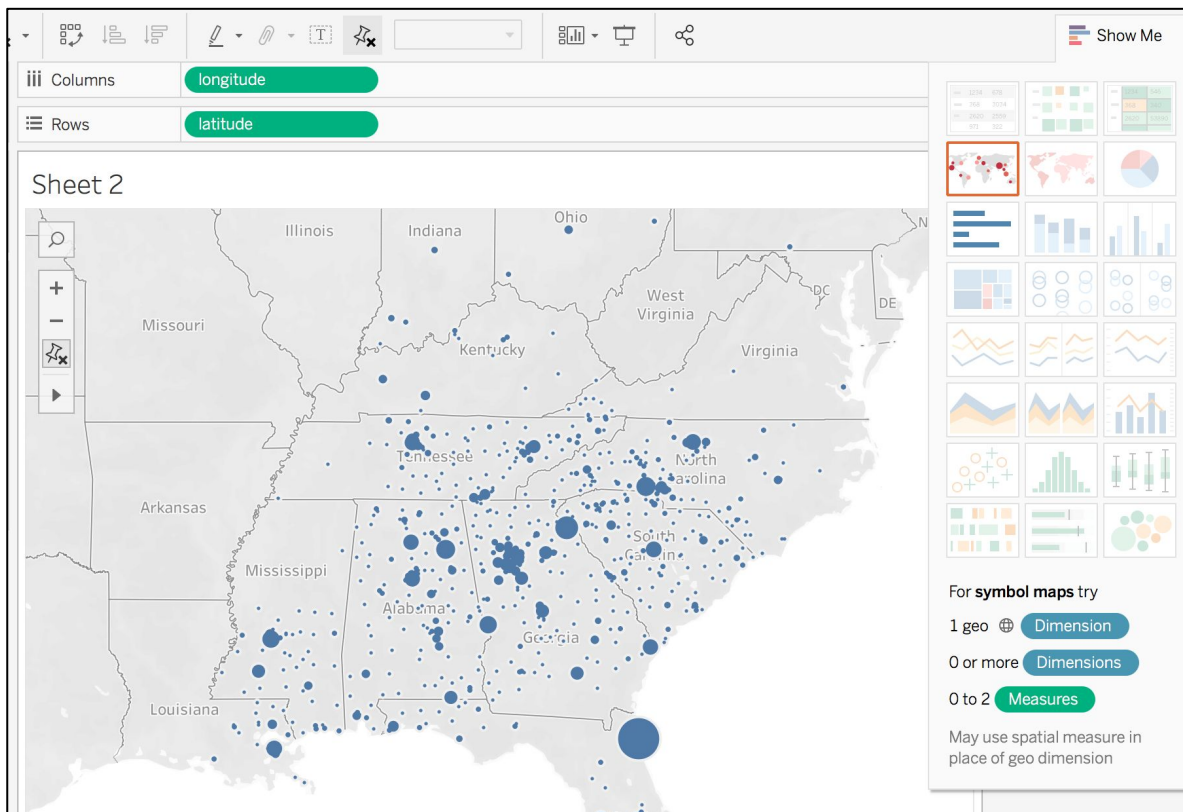 Show Me
Columns
longitude
Rows
latitude
Sheet 2
Ohio
Illinois
Indiana
West
Virginia
DC
DE
Missouri
Kentucky
Virginia
Tennessee
North
Carolina
Arkansas
South
Carolina
Mississippi
Alabama
Georgia
Louisiana
For symbol maps try
1 geo Dimension
0 or more Dimensions
0 to 2 Measures
May use spatial measure in
place of geo dimension